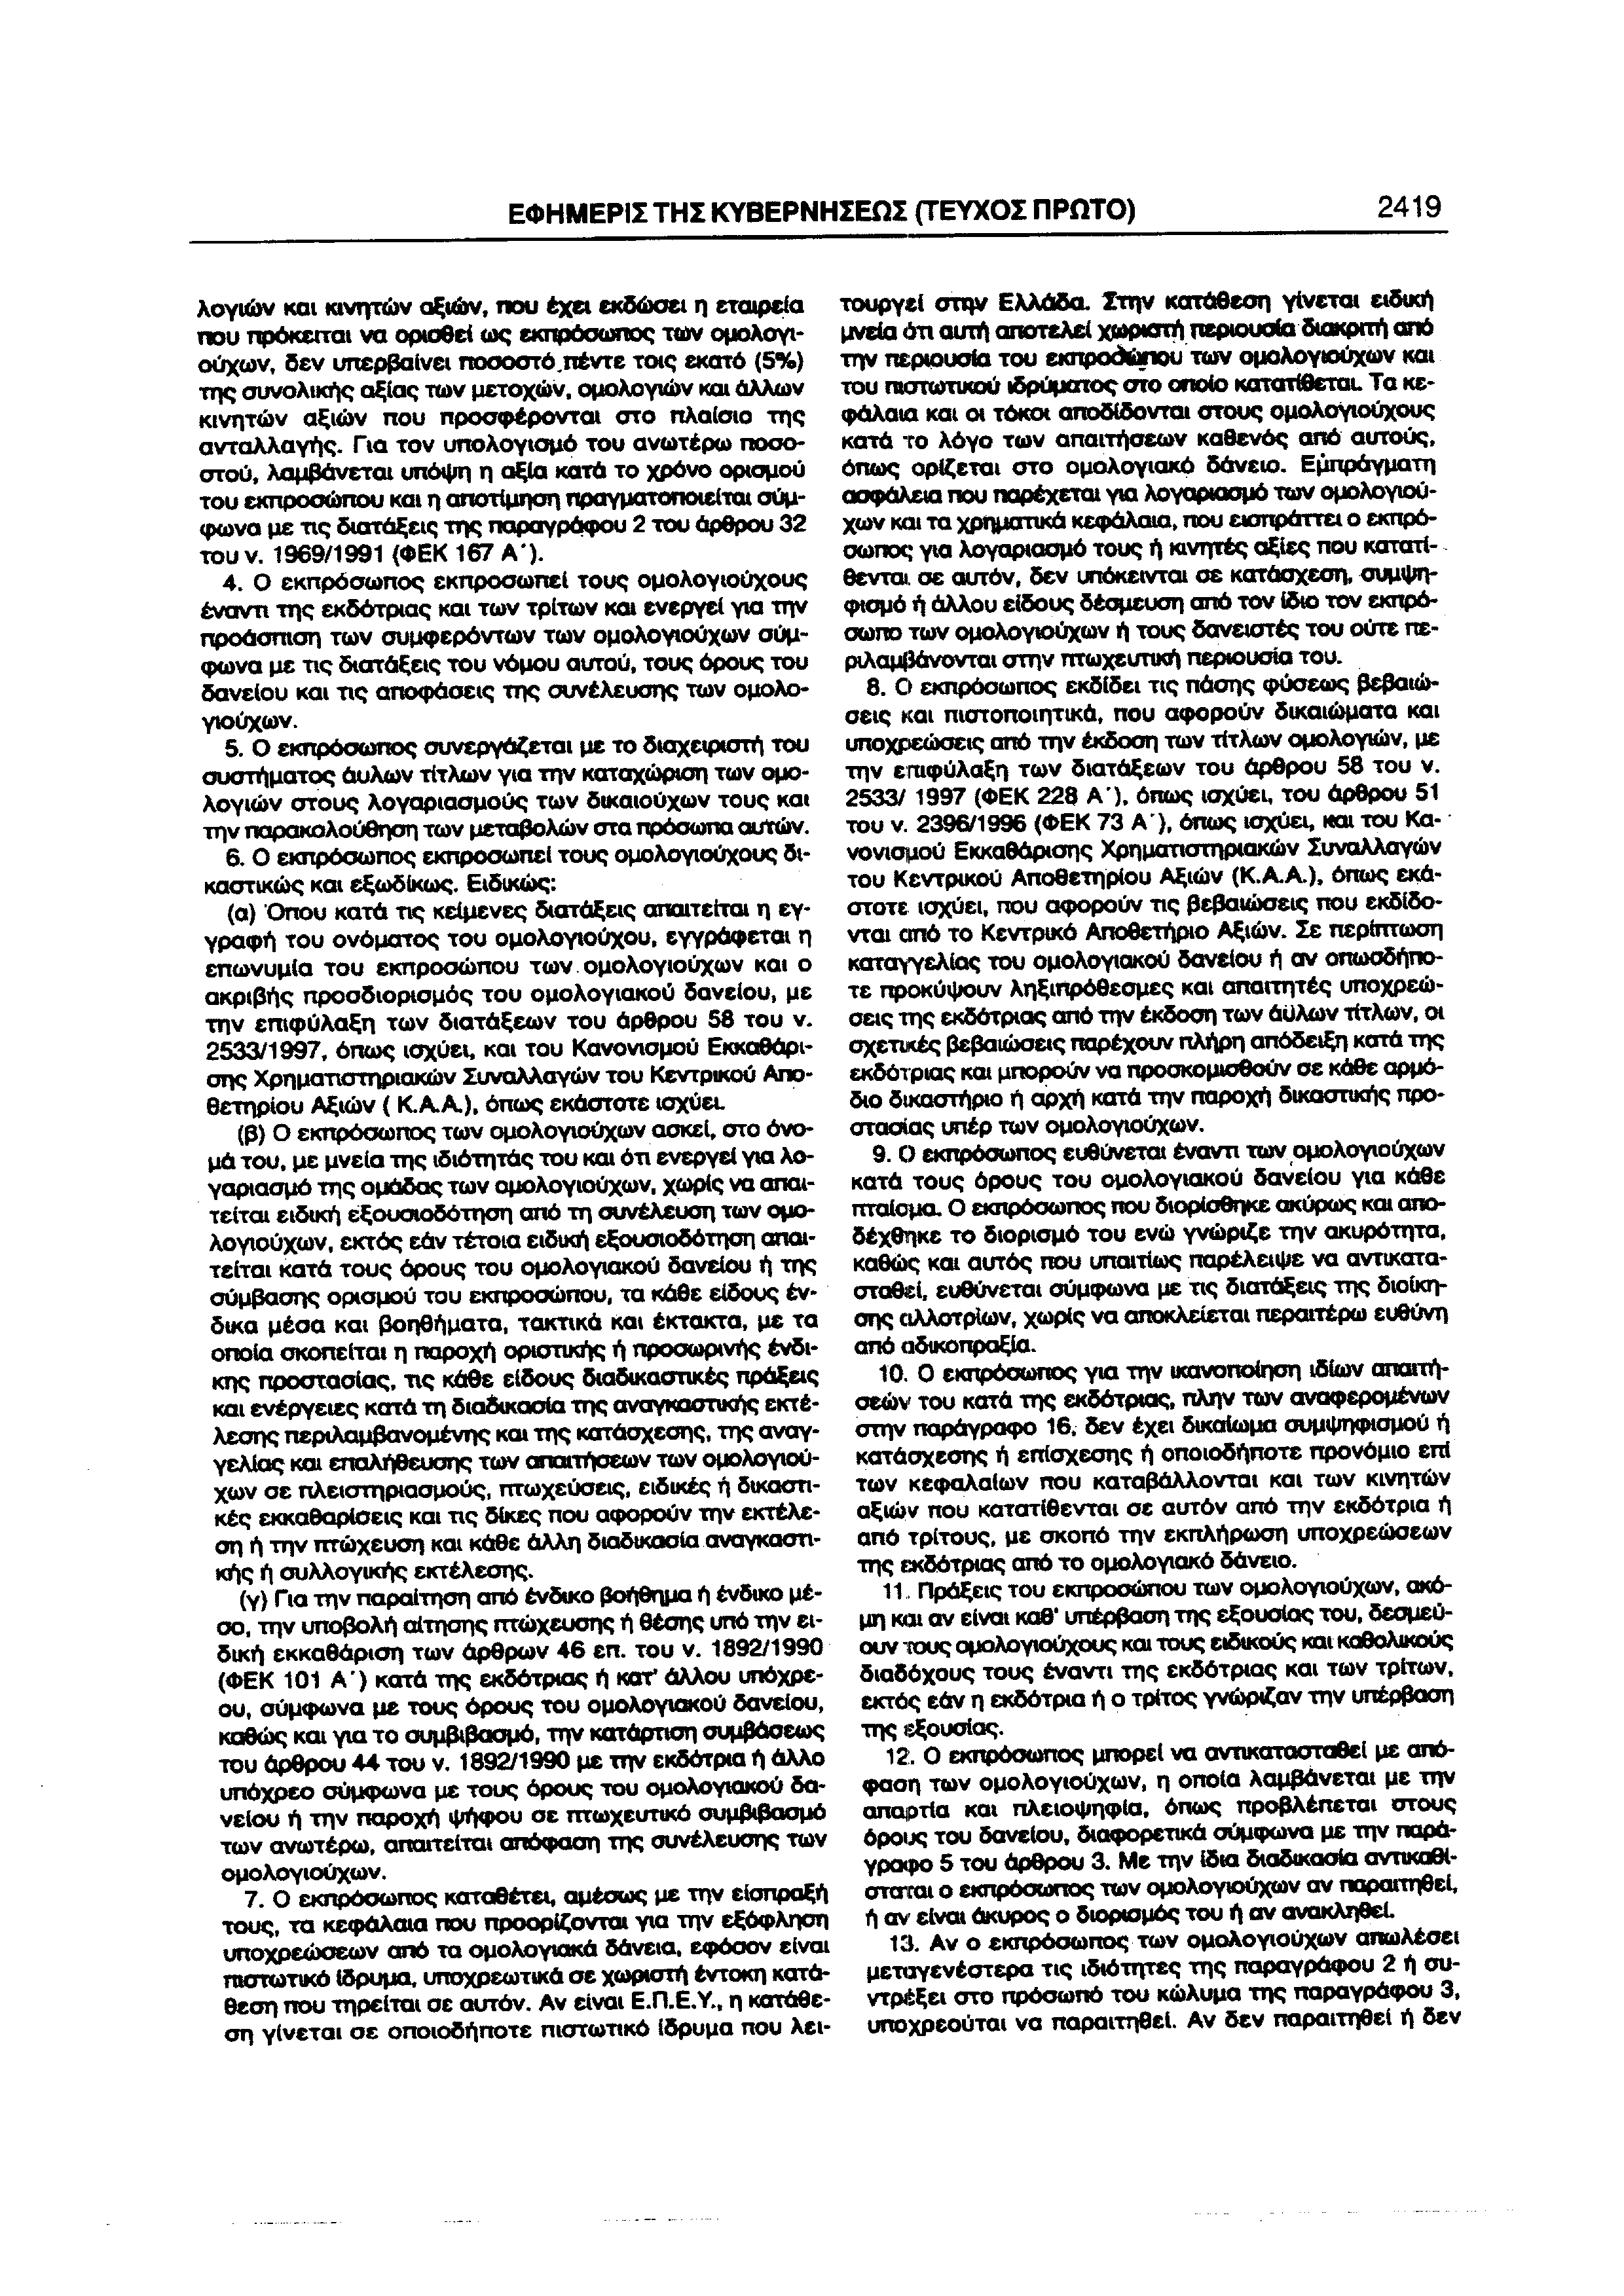 ΕΦΗΜΕΡΙΣ ΤΗΣ ΚΥΒΕΡΝΗΣΕΩΣ (ΤΕΥΧΟΣ ΠΡΩΤΟ)
2419
λογιών και κινητών αξιών, που έχει εκδώσει η εταιρεία
που πρόκειται να ορισθεί ως εκπρόσωπος των ομολογι-
ούχων, δεν υπερβαίνει ποσοστό πέντε τοις εκατό (5%)
της συνολικής αξίας των μετοχών, ομολογιών και άλλων
κινητών αξιών που προσφέρονται στο πλαίσιο της
ανταλλαγής. Για τον υπολογισμό του ανωτέρω ποσο-
στού, λαμβάνεται υπόψη η αξία κατά το χρόνο ορισμού
του εκπροσώπου και η αποτίμηση πραγματοποιείται σύμ-
φωνα με τις διατάξεις της παραγράφου 2 του άρθρου 32
του ν. 1969/1991 (ΦΕΚ 167 Α΄).
4. Ο εκπρόσωπος εκπροσωπεί τους ομολογιούχους
έναντι της εκδότριας και των τρίτων και ενεργεί για την
προάσπιση των συμφερόντων των ομολογιούχων σύμ-
φωνα με τις διατάξεις του νόμου αυτού, τους όρους του
δανείου και τις αποφάσεις της συνέλευσης των ομολο-
γιούχων.
5. Ο εκπρόσωπος συνεργάζεται με το διαχειριστή του
συστήματος άυλων τίτλων για την καταχώριση των ομο-
λογιών στους λογαριασμούς των δικαιούχων τους και
την παρακολούθηση των μεταβολών στα πρόσωπα αυτών.
6. Ο εκπρόσωπος εκπροσωπεί τους ομολογιούχους δι-
καστικώς και εξωδίκως. Ειδικώς:
(α) Όπου κατά τις κείμενες διατάξεις απαιτείται η εγ-
γραφή του ονόματος του ομολογιούχου, εγγράφεται η
επωνυμία του εκπροσώπου των ομολογιούχων και ο
ακριβής προσδιορισμός του ομολογιακού δανείου, με
την επιφύλαξη των διατάξεων του άρθρου 58 του ν.
2533/1997, όπως ισχύει, και του Κανονισμού Εκκαθάρι-
σης Χρηματιστηριακών Συναλλαγών του Κεντρικού Απο-
θετηρίου Αξιών ( Κ.Α.Α.), όπως εκάστοτε ισχύει.
(β) Ο εκπρόσωπος των ομολογιούχων ασκεί, στο όνο-
μά του, με μνεία της ιδιότητάς του και ότι ενεργεί για λο-
γαριασμό της ομάδας των ομολογιούχων, χωρίς να απαι-
τείται ειδική εξουσιοδότηση από τη συνέλευση των ομο-
λογιούχων, εκτός εάν τέτοια ειδική εξουσιοδότηση απαι-
τείται κατά τους όρους του ομολογιακού δανείου ή της
σύμβασης ορισμού του εκπροσώπου, τα κάθε είδους έν-
δικα μέσα και βοηθήματα, τακτικά και έκτακτα, με τα
οποία σκοπείται η παροχή οριστικής ή προσωρινής ένδι-
κης προστασίας, τις κάθε είδους διαδικαστικές πράξεις
και ενέργειες κατά τη διαδικασία της αναγκαστικής εκτέ-
λεσης περιλαμβανομένης και της κατάσχεσης, της αναγ-
γελίας και επαλήθευσης των απαιτήσεων των ομολογιού-
χων σε πλειστηριασμούς, πτωχεύσεις, ειδικές ή δικαστι-
κές εκκαθαρίσεις και τις δίκες που αφορούν την εκτέλε-
ση ή την πτώχευση και κάθε άλλη διαδικασία αναγκαστι-
κής ή συλλογικής εκτέλεσης.
(γ) Για την παραίτηση από ένδικο βοήθημα ή ένδικο μέ-
σο, την υποβολή αίτησης πτώχευσης ή θέσης υπό την ει-
δική εκκαθάριση των άρθρων 46 επ. του ν. 1892/1990
(ΦΕΚ 101 Α΄) κατά της εκδότριας ή κατ' άλλου υπόχρε-
ου, σύμφωνα με τους όρους του ομολογιακού δανείου,
καθώς και για το συμβιβασμό, την κατάρτιση συμβάσεως
του άρθρου 44 του ν. 1892/1990 με την εκδότρια ή άλλο
υπόχρεο σύμφωνα με τους όρους του ομολογιακού δα-
νείου ή την παροχή ψήφου σε πτωχευτικό συμβιβασμό
των ανωτέρω, απαιτείται απόφαση της συνέλευσης των
ομολογιούχων.
7. Ο εκπρόσωπος καταθέτει, αμέσως με την είσπραξή
τους, τα κεφάλαια που προορίζονται για την εξόφληση
υποχρεώσεων από τα ομολογιακά δάνεια, εφόσον είναι
πιστωτικό ίδρυμα, υποχρεωτικά σε χωριστή έντοκη κατά-
θεση που τηρείται σε αυτόν. Αν είναι Ε.Π.Ε.Υ., η κατάθε-
ση γίνεται σε οποιοδήποτε πιστωτικό ίδρυμα που λει-
τουργεί στην Ελλάδα. Στην κατάθεση γίνεται ειδική
μνεία ότι αυτή αποτελεί χωριστή περιουσία διακριτή από
την περιουσία του εκπροσώπου των ομολογιούχων και
του πιστωτικού ιδρύματος στο οποίο κατατίθεται. Τα κε-
φάλαια και οι τόκοι αποδίδονται στους ομολογιούχους
κατά το λόγο των απαιτήσεων καθενός από αυτούς,
όπως ορίζεται στο ομολογιακό δάνειο. Εμπράγματη
ασφάλεια που παρέχεται για λογαριασμό των ομολογιού-
χων και τα χρηματικά κεφάλαια, που εισπράττει ο εκπρό-
σωπος για λογαριασμό τους ή κινητές αξίες που κατατί-
θενται σε αυτόν, δεν υπόκεινται σε κατάσχεση, συμψη-
φισμό ή άλλου είδους δέσμευση από τον ίδιο τον εκπρό-
σωπο των ομολογιούχων ή τους δανειστές του ούτε πε-
ριλαμβάνονται στην πτωχευτική περιουσία του.
8. Ο εκπρόσωπος εκδίδει τις πάσης φύσεως βεβαιώ-
σεις και πιστοποιητικά, που αφορούν δικαιώματα και
υποχρεώσεις από την έκδοση των τίτλων ομολογιών, με
την επιφύλαξη των διατάξεων του άρθρου 58 του ν.
2533/ 1997 (ΦΕΚ 228 Α΄), όπως ισχύει, του άρθρου 51
του ν. 2396/1996 (ΦΕΚ 73 Α΄), όπως ισχύει, και του Κα-
νονισμού Εκκαθάρισης Χρηματιστηριακών Συναλλαγών
του Κεντρικού Αποθετηρίου Αξιών (Κ.Α.Α.), όπως εκά-
στοτε ισχύει, που αφορούν τις βεβαιώσεις που εκδίδο-
νται από το Κεντρικό Αποθετήριο Αξιών. Σε περίπτωση
καταγγελίας του ομολογιακού δανείου ή αν οπωσδήπο-
τε προκύψουν ληξιπρόθεσμες και απαιτητές υποχρεώ-
σεις της εκδότριας από την έκδοση των άϋλων τίτλων, οι
σχετικές βεβαιώσεις παρέχουν πλήρη απόδειξη κατά της
εκδότριας και μπορούν να προσκομισθούν σε κάθε αρμό-
διο δικαστήριο ή αρχή κατά την παροχή δικαστικής προ-
στασίας υπέρ των ομολογιούχων.
9. Ο εκπρόσωπος ευθύνεται έναντι των ομολογιούχων
κατά τους όρους του ομολογιακού δανείου για κάθε
πταίσμα. Ο εκπρόσωπος που διορίσθηκε ακύρως και απο-
δέχθηκε το διορισμό του ενώ γνώριζε την ακυρότητα,
καθώς και αυτός που υπαιτίως παρέλειψε να αντικατα-
σταθεί, ευθύνεται σύμφωνα με τις διατάξεις της διοίκη-
σης αλλοτρίων, χωρίς να αποκλείεται περαιτέρω ευθύνη
από αδικοπραξία.
10. Ο εκπρόσωπος για την ικανοποίηση ιδίων απαιτή-
σεών του κατά της εκδότριας, πλην των αναφερομένων
στην παράγραφο 16, δεν έχει δικαίωμα συμψηφισμού ή
κατάσχεσης ή επίσχεσης ή οποιοδήποτε προνόμιο επί
των κεφαλαίων που καταβάλλονται και των κινητών
αξιών που κατατίθενται σε αυτόν από την εκδότρια ή
από τρίτους, με σκοπό την εκπλήρωση υποχρεώσεων
της εκδότριας από το ομολογιακό δάνειο.
11. Πράξεις του εκπροσώπου των ομολογιούχων, ακό-
μη και αν είναι καθ' υπέρβαση της εξουσίας του, δεσμεύ-
ουν τους ομολογιούχους και τους ειδικούς και καθολικούς
διαδόχους τους έναντι της εκδότριας και των τρίτων,
εκτός εάν η εκδότρια ή ο τρίτος γνώριζαν την υπέρβαση
της εξουσίας.
12. Ο εκπρόσωπος μπορεί να αντικατασταθεί με από-
φαση των ομολογιούχων, η οποία λαμβάνεται με την
απαρτία και πλειοψηφία, όπως προβλέπεται στους
όρους του δανείου, διαφορετικά σύμφωνα με την παρά-
γραφο 5 του άρθρου 3. Με την ίδια διαδικασία αντικαθί-
σταται ο εκπρόσωπος των ομολογιούχων αν παραιτηθεί,
ή αν είναι άκυρος ο διορισμός του ή αν ανακληθεί.
13. Αν ο εκπρόσωπος των ομολογιούχων απωλέσει
μεταγενέστερα τις ιδιότητες της παραγράφου 2 ή συ-
ντρέξει στο πρόσωπό του κώλυμα της παραγράφου 3,
υποχρεούται να παραιτηθεί. Αν δεν παραιτηθεί ή δεν